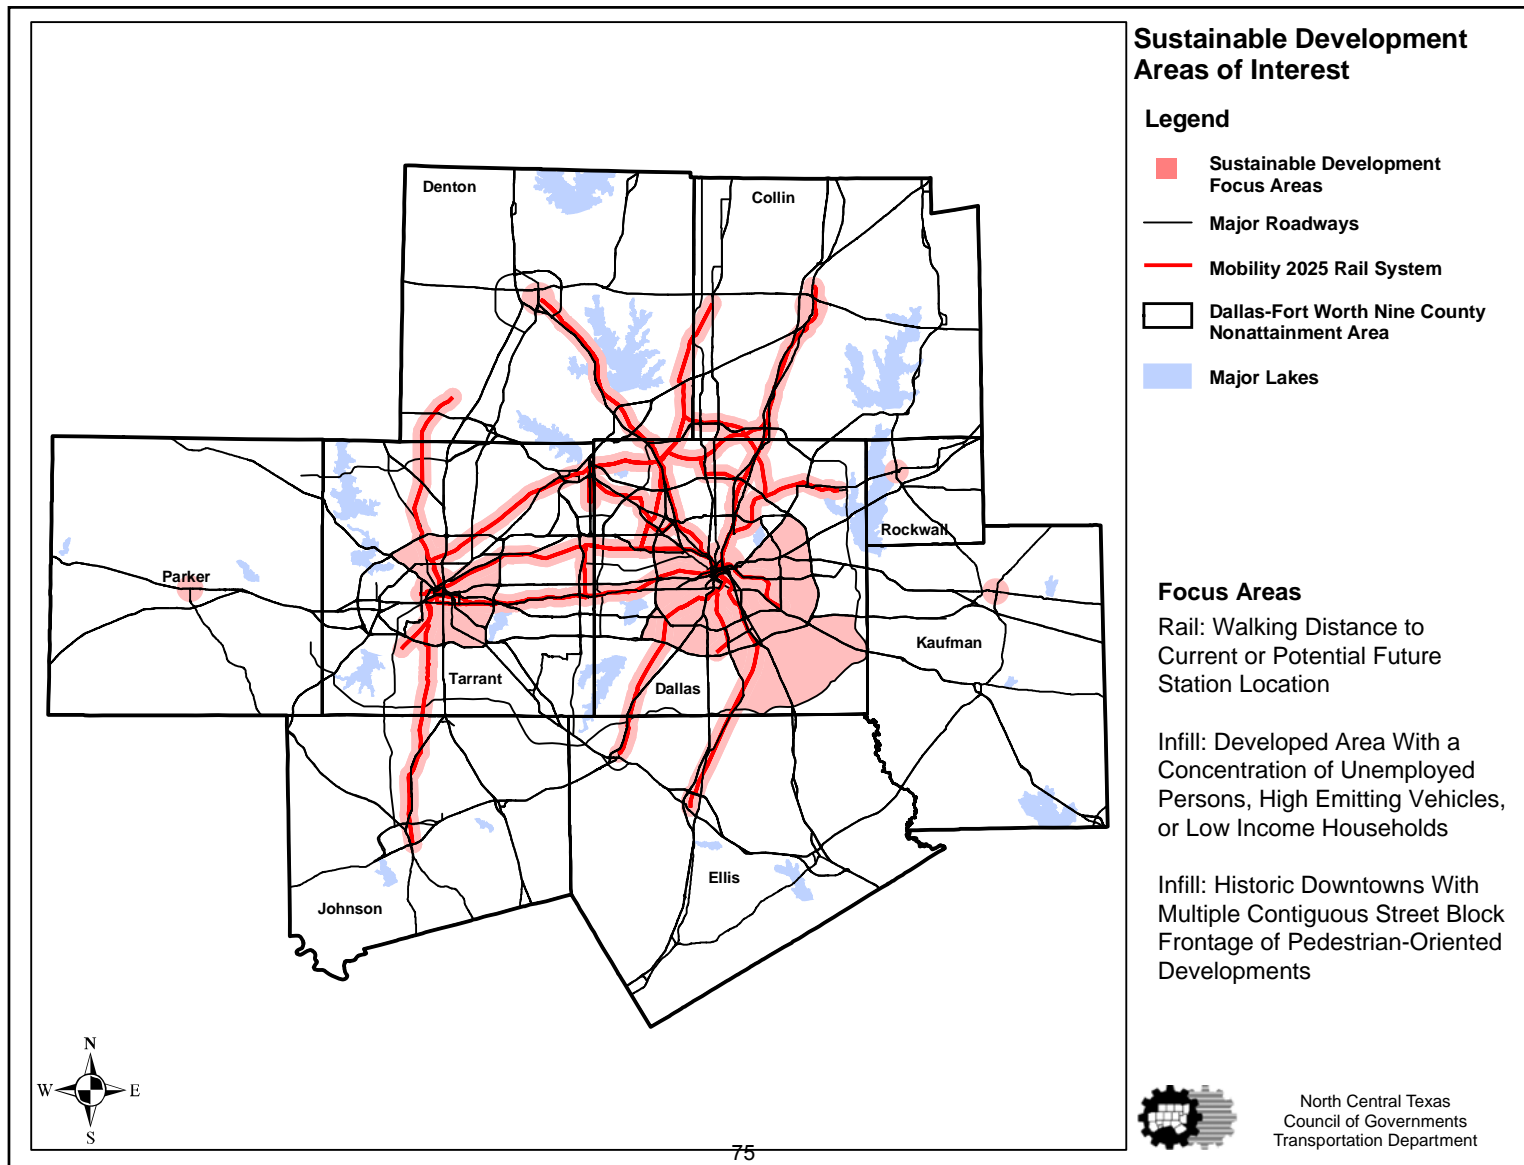 Sustainable Development
Areas of Interest
Legend
Sustainable Development
Focus Areas
Major Roadways
Mobility 2025 Rail System
Dallas-Fort Worth Nine County
Nonattainment Area
Major Lakes
Denton
Collin
Rockwall
Parker
Kaufman
Tarrant
Dallas
Ellis
Johnson
Focus Areas
Rail: Walking Distance to
Current or Potential Future
Station Location
Infill: Developed Area With a
Concentration of Unemployed
Persons, High Emitting Vehicles,
or Low Income Households
Infill: Historic Downtowns With
Multiple Contiguous Street Block
Frontage of Pedestrian-Oriented
Developments
N
W
E
S
North Central Texas
Council of Governments
Transportation Department
75